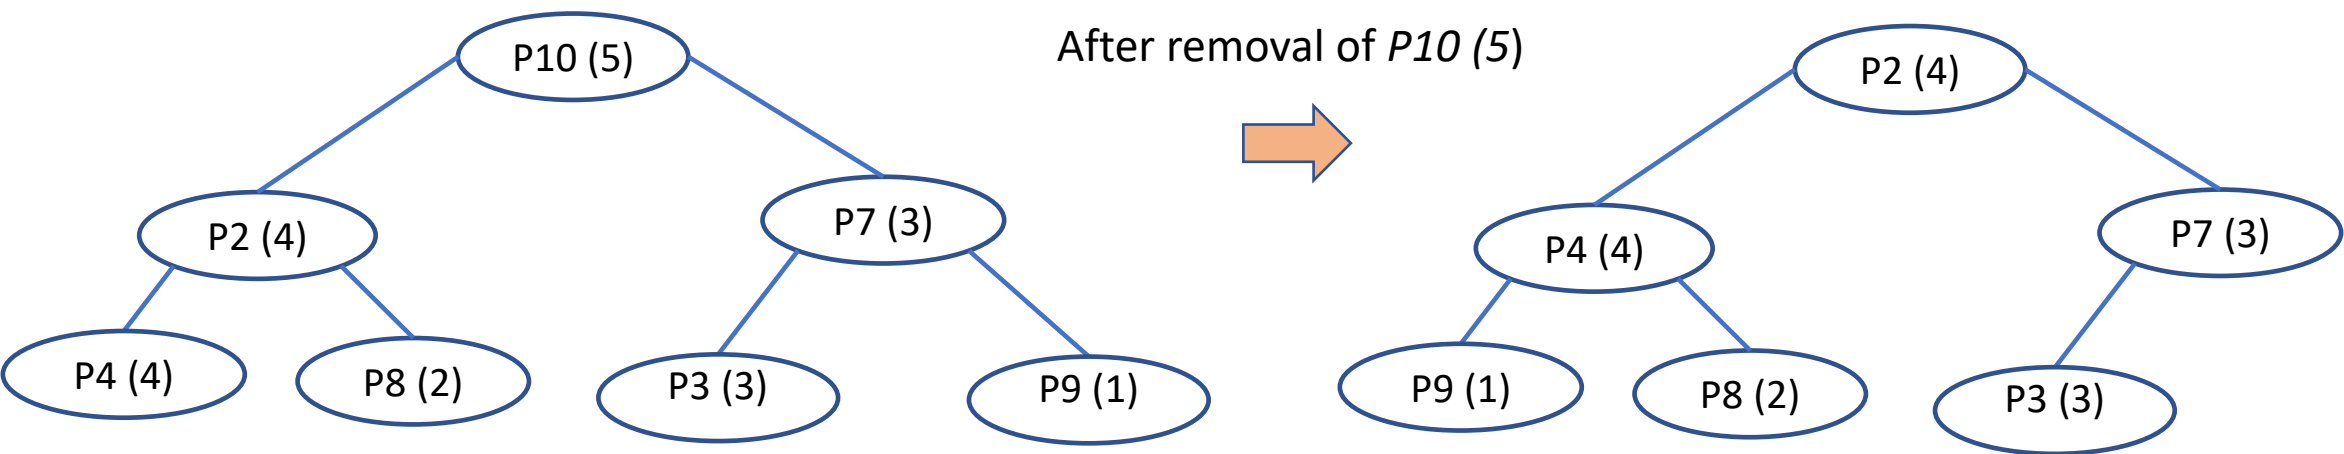 P10 (5)
P2 (4)
P7 (3)
P4 (4)
P8 (2)
P3 (3)
P9 (1)
After removal of P10 (5)
P2 (4)
P4 (4)
P7 (3)
P9 (1)
P8 (2)
P3 (3)